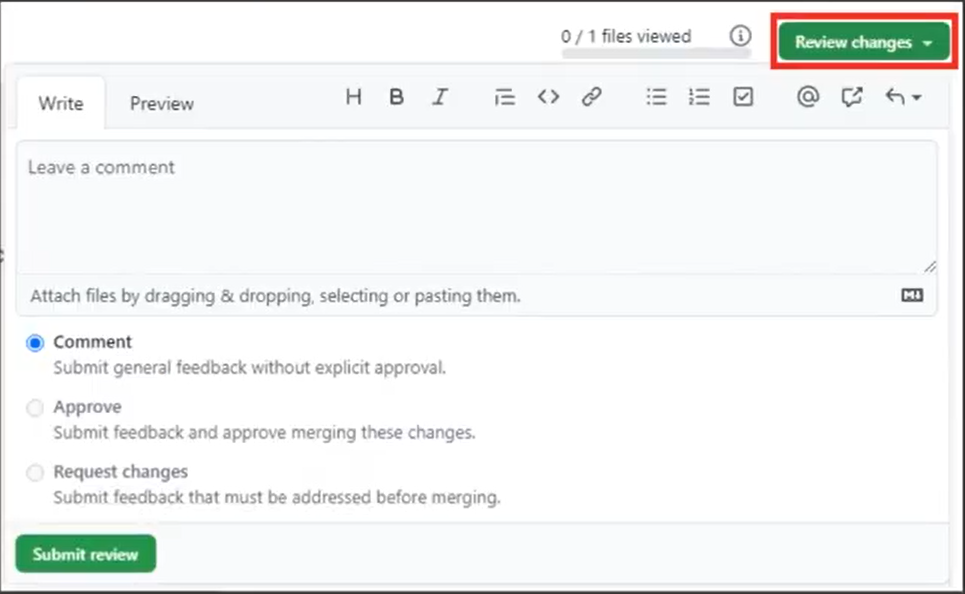 0 / 1 files viewed
Review changes
Write Preview H B I
Leave a comment
Attach files by dragging & dropping, selecting or pasting them.
Comment
Submit general feedback without explicit approval.
Approve
Submit feedback and approve merging these changes.
Request changes
Submit feedback that must be addressed before merging.
Submit review